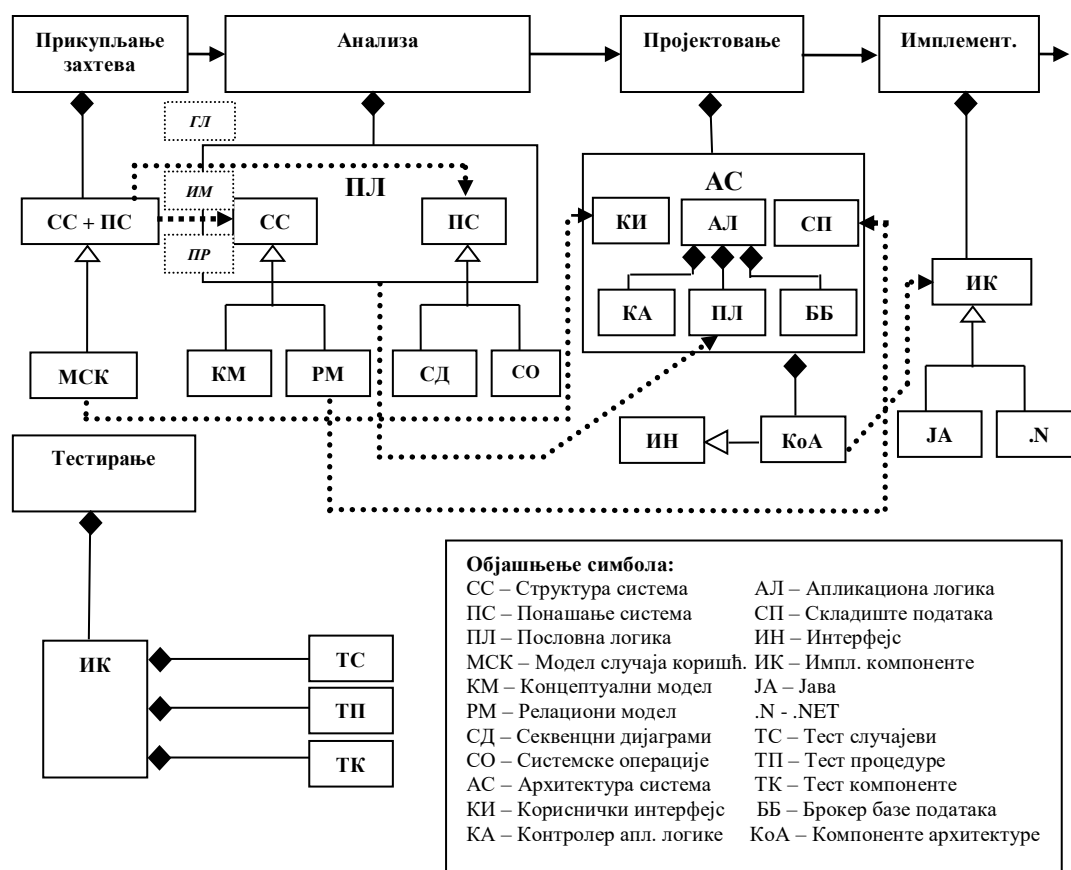 Прикупљање
захтева
Анализа
Пројектовање
Имплемент.
ГЛ
ИМ
ПР
СС + ПС
ПЛ
СС
ПС
АС
КИ
АЛ
СП
КА
ПЛ
ББ
ИК
МСК
КМ
РМ
СД
СО
ИН
КоА
ЈА
.N
Тестирање
ИК
ТС
ТП
ТК
Објашњење симбола:
СС – Структура система АЛ – Апликациона логика
ПС – Понашање система СП – Складиште података
ПЛ – Пословна логика ИН – Интерфејс
МСК – Модел случаја коришћ. ИК – Импл. компоненте
КМ – Концептуални модел ЈА – Јава
РМ – Релациони модел .N - .NET
СД – Секвенцни дијаграми ТС – Тест случајеви
СО – Системске операције ТП – Тест процедуре
АС – Архитектура система ТК – Тест компоненте
КИ – Кориснички интерфејс ББ – Брокер базе података
КА – Контролер апл. логике КоА – Компоненте архитектуре